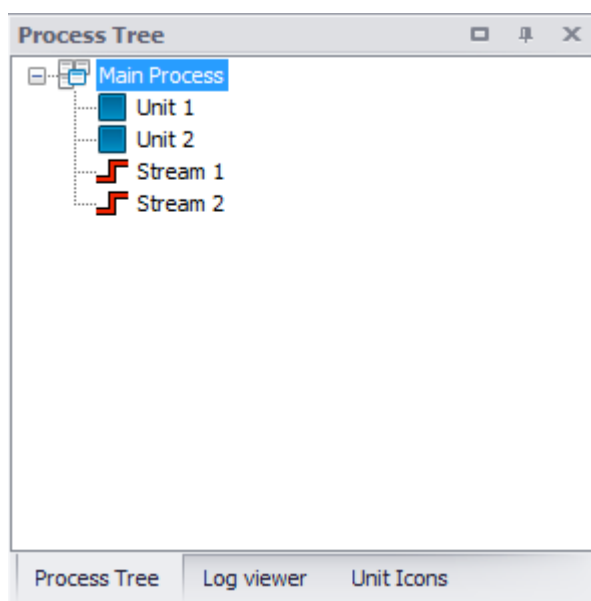 Process Tree
Main Process
Unit 1
Unit 2
Stream 1
Stream 2
Process Tree Log viewer Unit Icons